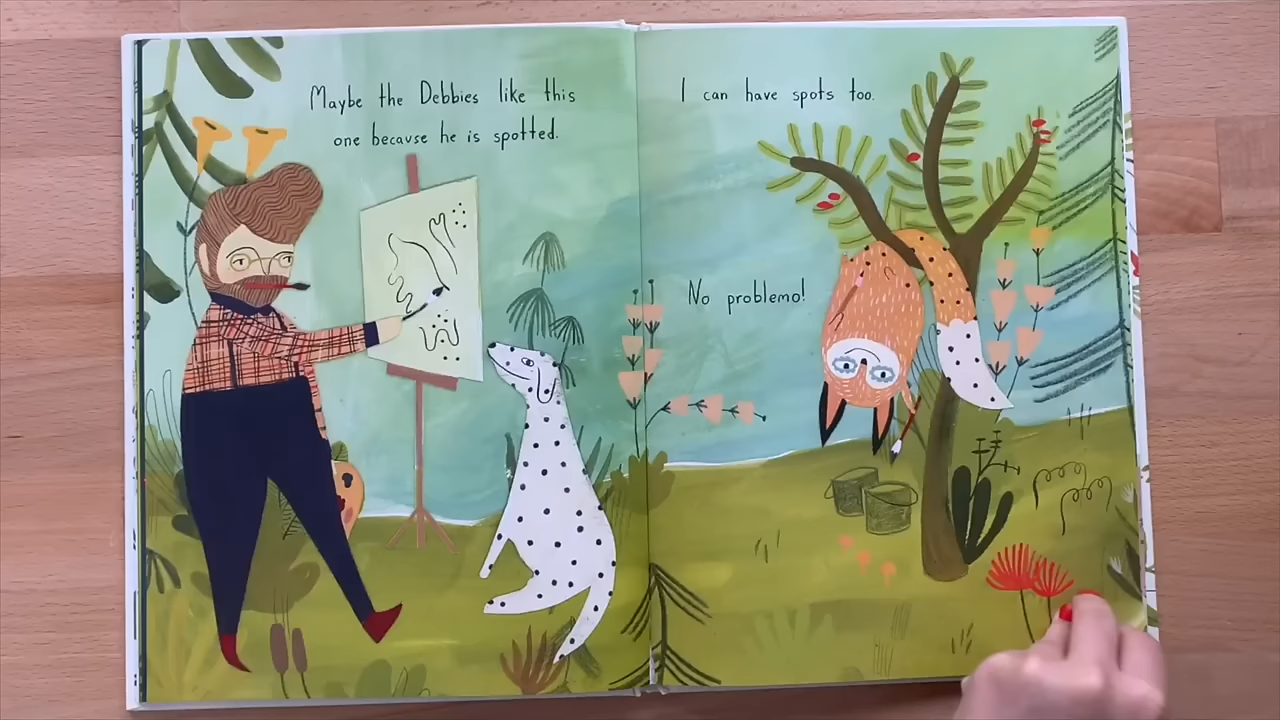 Maybe the Debbies like this
one because he is spotted.
I can have spots too.
No problemo!